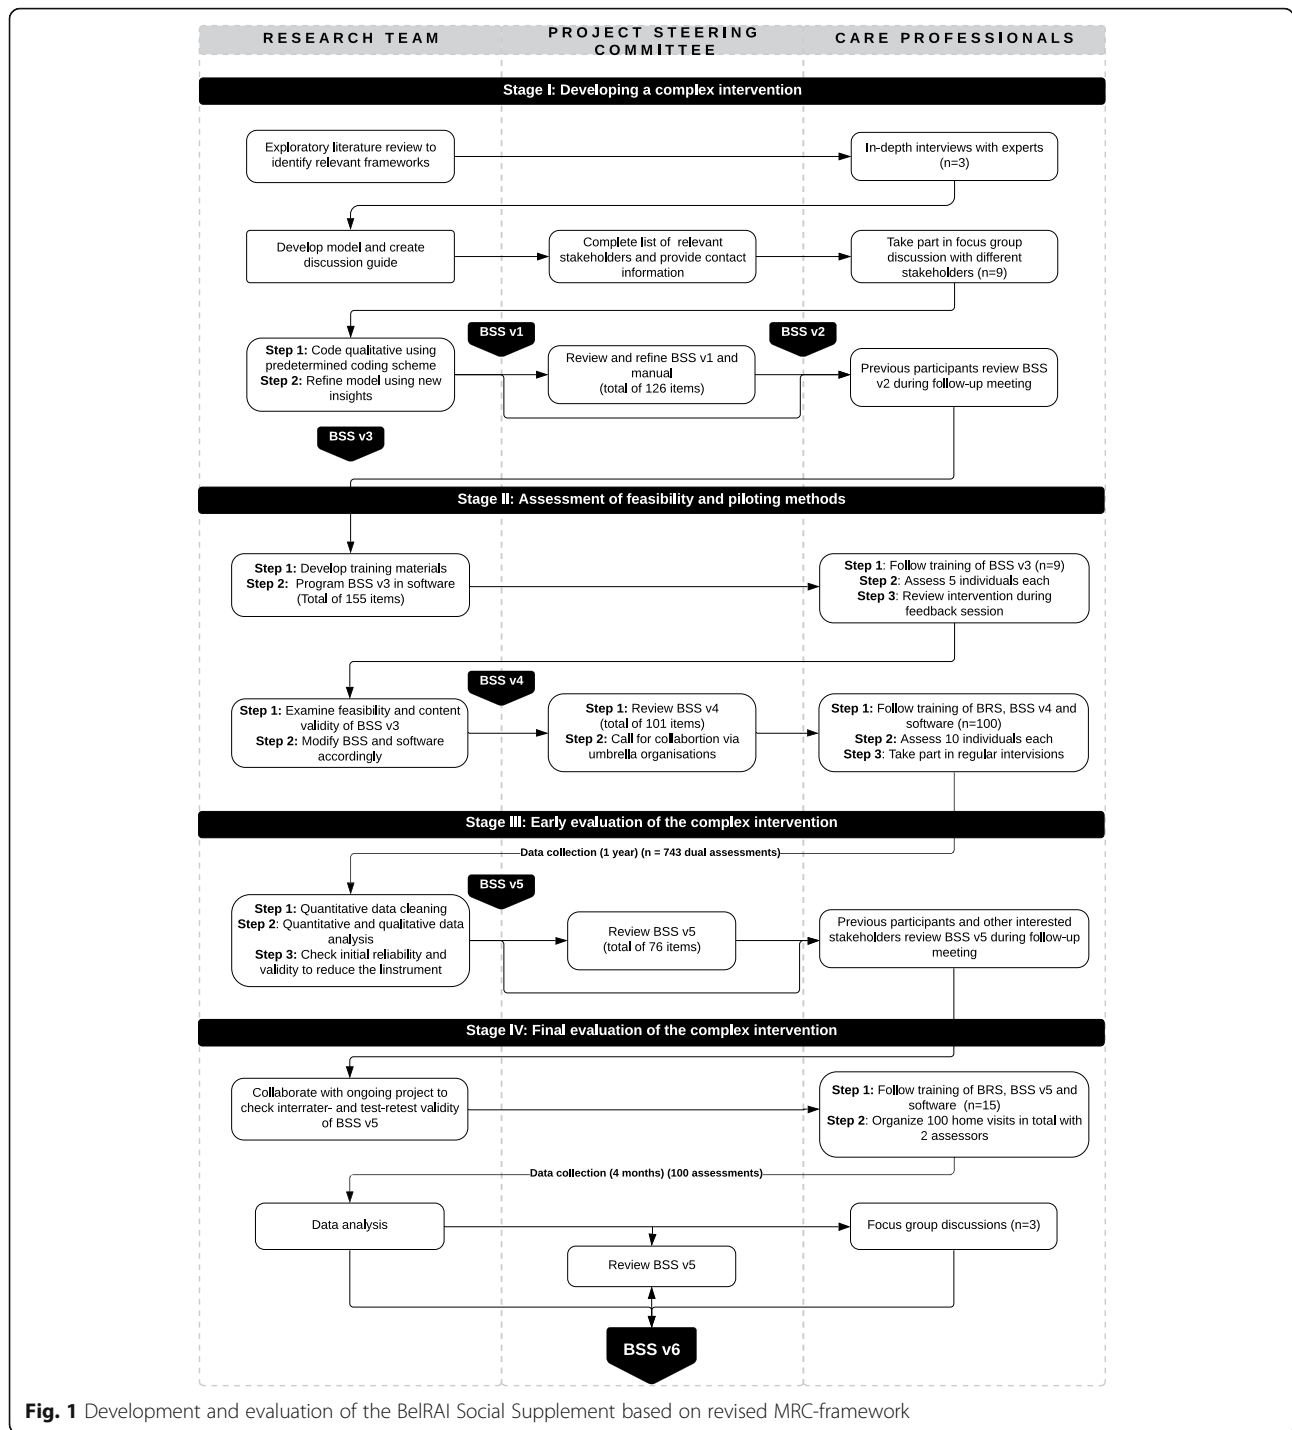 RESEARCH TEAM
PROJECT STEERING
COMMITTEE
CARE PROFESSIONALS
Stage I: Developing a complex intervention
Exploratory literature review to
identify relevant frameworks
In-depth interviews with experts
(n=3)
Develop model and create
discussion guide
Complete list of relevant
stakeholders and provide contact
information
Take part in focus group
discussion with different
stakeholders (n=9)
BSS v1
BSS v2
Step 1: Code qualitative using
predetermined coding scheme
Step 2: Refine model using new
insights
Review and refine BSS v1 and
manual
(total of 126 items)
Previous participants review BSS
v2 during follow-up meeting
BSS v3
Stage II: Assessment of feasibility and piloting methods
Step 1: Develop training materials
Step 2: Program BSS v3 in software
(Total of 155 items)
Step 1: Follow training of BSS v3 (n=9)
Step 2: Assess 5 individuals each
Step 3: Review intervention during
feedback session
BSS v4
Step 1: Examine feasibility and content
validity of BSS v3
Step 2: Modify BSS and software
accordingly
Step 1: Review BSS v4
(total of 101 items)
Step 2: Call for collabortion via
umbrella organisations
Step 1: Follow training of BRS, BSS v4 and
software (n=100)
Step 2: Assess 10 individuals each
Step 3: Take part in regular intervisions
Stage III: Early evaluation of the complex intervention
Data collection (1 year) (n = 743 dual assessments)
BSS v5
Step 1: Quantitative data cleaning
Step 2: Quantitative and qualitative data
analysis
Step 3: Check initial reliability and
validity to reduce the linstrument
Review BSS v5
(total of 76 items)
Previous participants and other interested
stakeholders review BSS v5 during follow-up
meeting
Stage IV: Final evaluation of the complex intervention
Collaborate with ongoing project to
check interrater- and test-retest validity
of BSS v5
Step 1: Follow training of BRS, BSS v5 and
software (n=15)
Step 2: Organize 100 home visits in total with
2 assessors
Data collection (4 months) (100 assessments)
Data analysis
Focus group discussions (n=3)
Review BSS v5
BSS v6
Fig. 1 Development and evaluation of the BelRAI Social Supplement based on revised MRC-framework